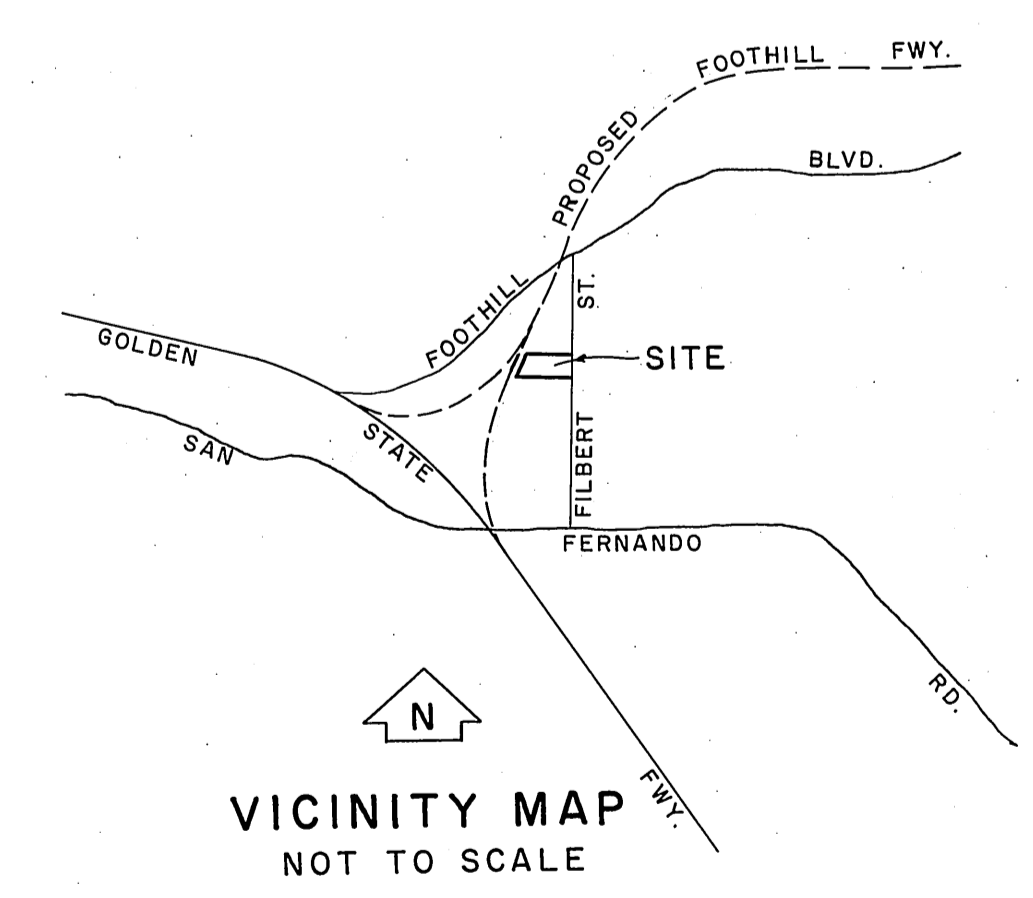 FOOTHILL FWY.
PROPOSED
BLVD.
FOOTHILL
ST.
GOLDEN
SITE
STATE
SAN
FILBERT
FERNANDO
RD.
N
FWY.
VICINITY MAP
NOT TO SCALE